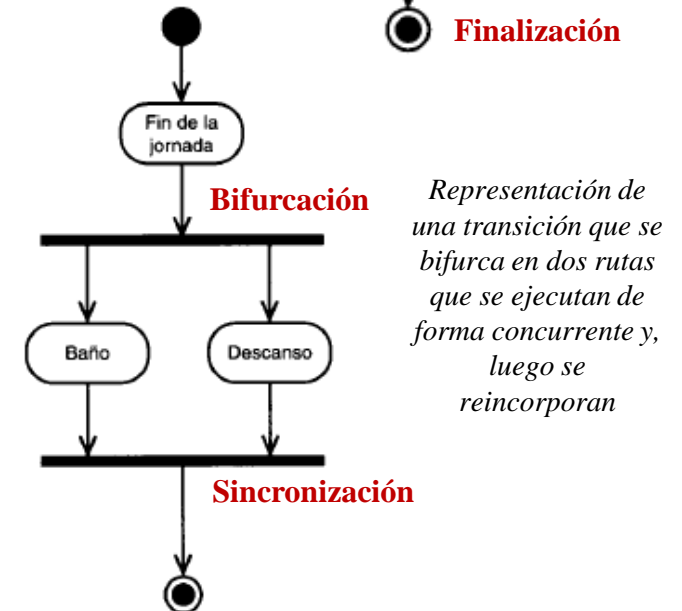 Finalización
Fin de la
jornada
Bifurcación
Representación de
una transición que se
bifurca en dos rutas
que se ejecutan de
forma concurrente y,
luego se
reincorporan
Baño
Descanso
Sincronización